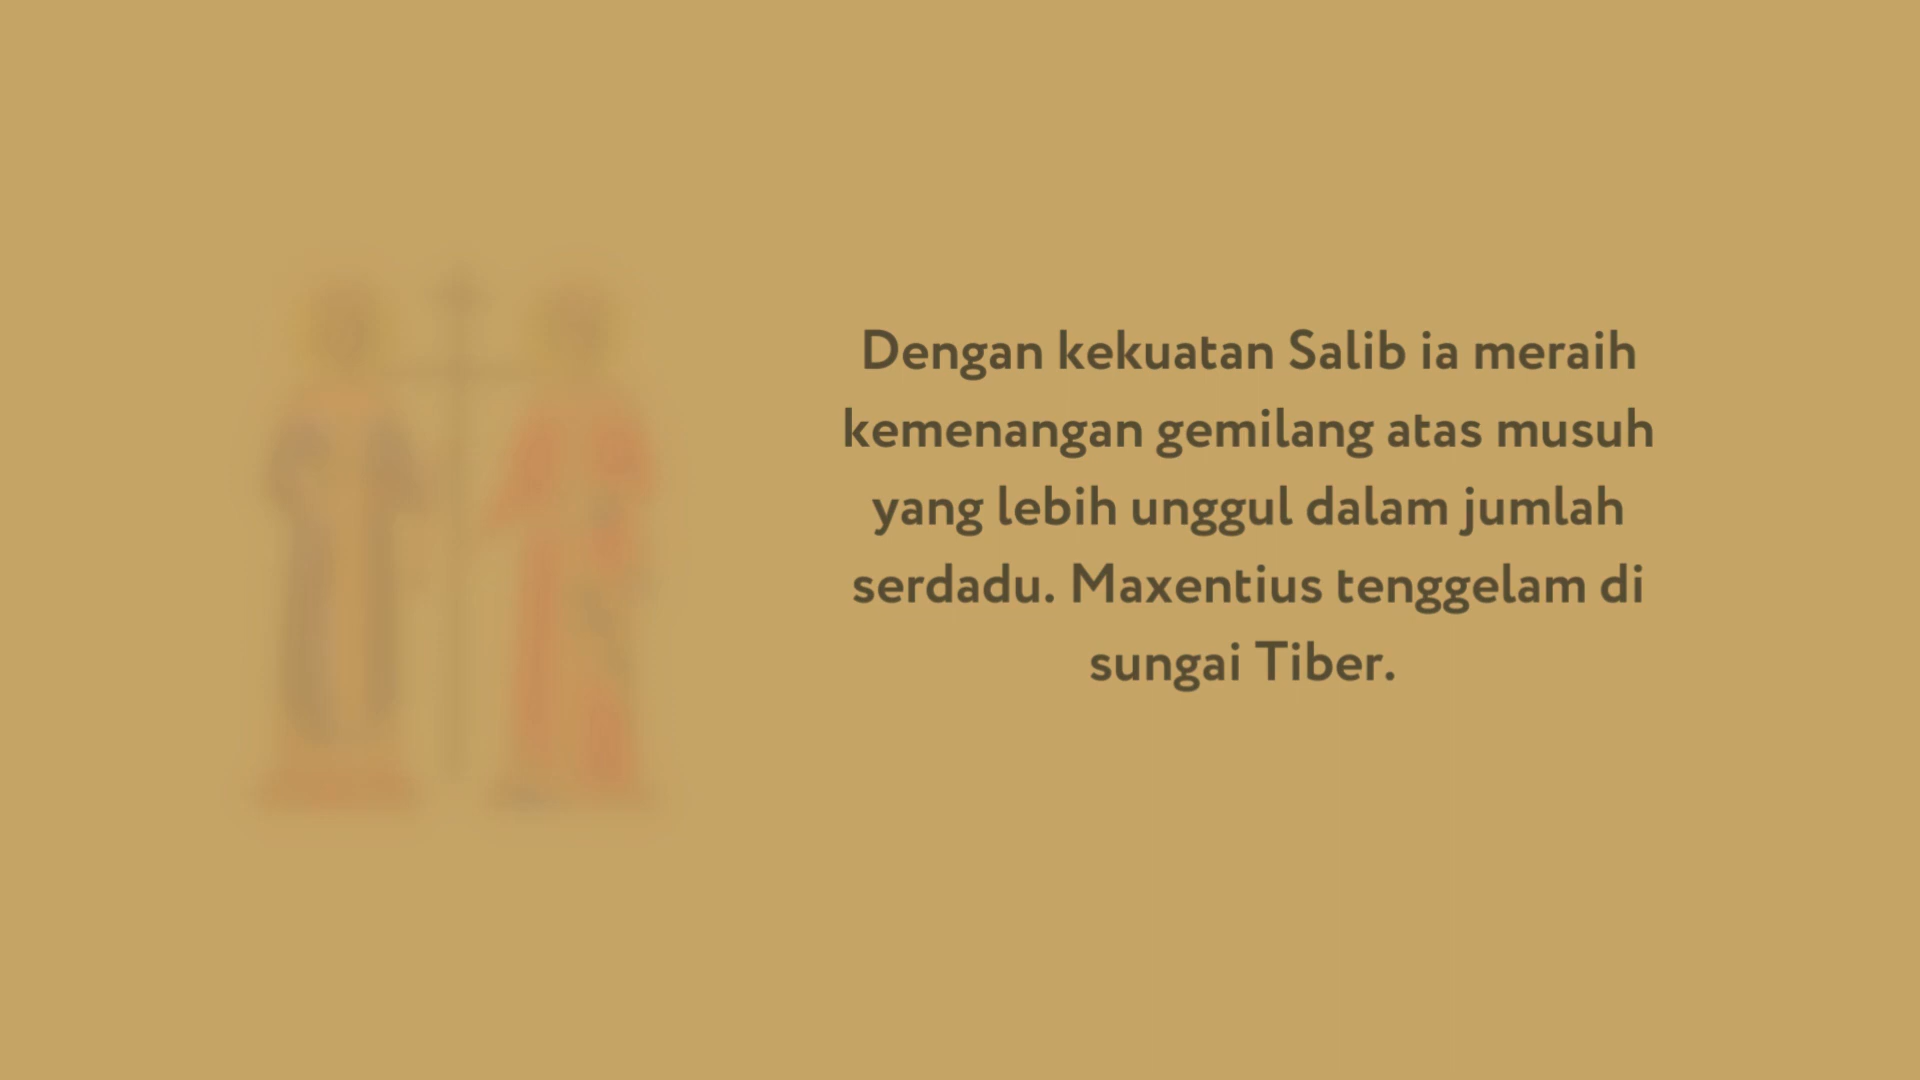 Dengan kekuatan Salib ia meraih
kemenangan gemilang atas musuh
yang lebih unggul dalam jumlah
serdadu. Maxentius tenggelam di
sungai Tiber.